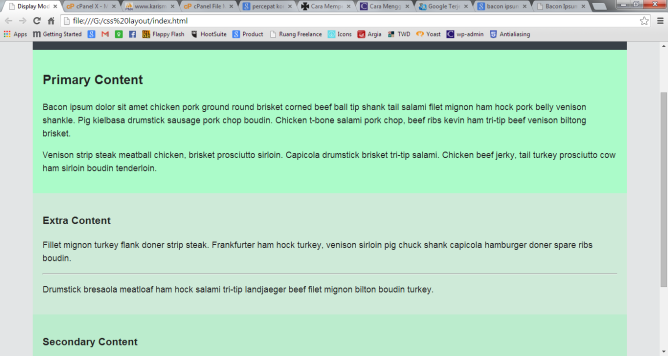 Display Mo
cPanel X - M
www.karism
cPanel File M
percepat ko
Cara Mempe
Cara Mempe
Google Terj
bacon ipsum
Bacon Ipsum
file:///G:/css%20layout/index.html
Apps Getting Started Flappy Flash HootSuite Product Ruang Freelance Icons Argia TWD Yoast wp-admin Antialiasing
Primary Content
Bacon ipsum dolor sit amet chicken pork ground round brisket corned beef ball tip shank tail salami filet mignon ham hock pork belly venison
shankle. Pig kielbasa drumstick sausage pork chop boudin. Chicken t-bone salami pork chop, beef ribs kevin ham tri-tip beef venison biltong
brisket.
Venison strip steak meatball chicken, brisket prosciutto sirloin. Capicola drumstick brisket tri-tip salami. Chicken beef jerky, tail turkey prosciutto cow
ham sirloin boudin tenderloin.
Extra Content
Fillet mignon turkey flank doner strip steak. Frankfurter ham hock turkey, venison sirloin pig chuck shank capicola hamburger doner spare ribs
boudin.
Drumstick bresaola meatloaf ham hock salami tri-tip landjaeger beef filet mignon bilton boudin turkey.
Secondary Content